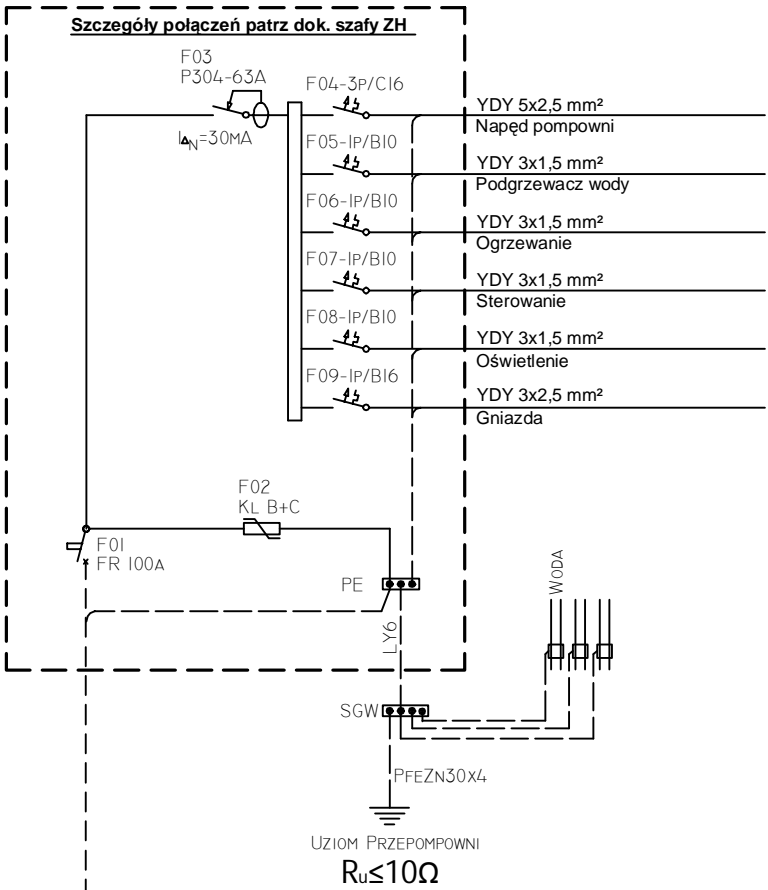 Szczegóły połączeń patrz dok. szafy ZH
F03
P304-63A
I∆N=30MA
F04-3P/C16
YDY 5x2,5 mm²
Napęd pompowni
F05-1P/B10
YDY 3x1,5 mm²
Podgrzewacz wody
F06-1P/B10
YDY 3x1,5 mm²
Ogrzewanie
F07-1P/B10
YDY 3x1,5 mm²
Sterowanie
F08-1P/B10
YDY 3x1,5 mm²
Oświetlenie
F09-1P/B16
YDY 3x2,5 mm²
Gniazda
F02
KL B+C
F01
FR 100A
PE
LY6
WODA
SGW
PFEZN30X4
UZIOM PRZEPOMPOWNI
Ru≤10Ω